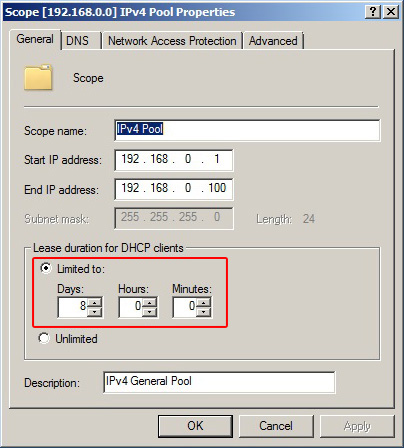 Scope [192.168.0.0] IPv4 Pool Properties
General DNS Network Access Protection Advanced
Scope
Scope name: IPv4 Pool
Start IP address: 192 . 168 . 0 . 1
End IP address: 192 . 168 . 0 . 100
Subnet mask: 255 . 255 . 255 . 0 Length: 24
Lease duration for DHCP clients
Limited to:
Days: Hours: Minutes:
8 0 0
Unlimited
Description: IPv4 General Pool
OK Cancel Apply